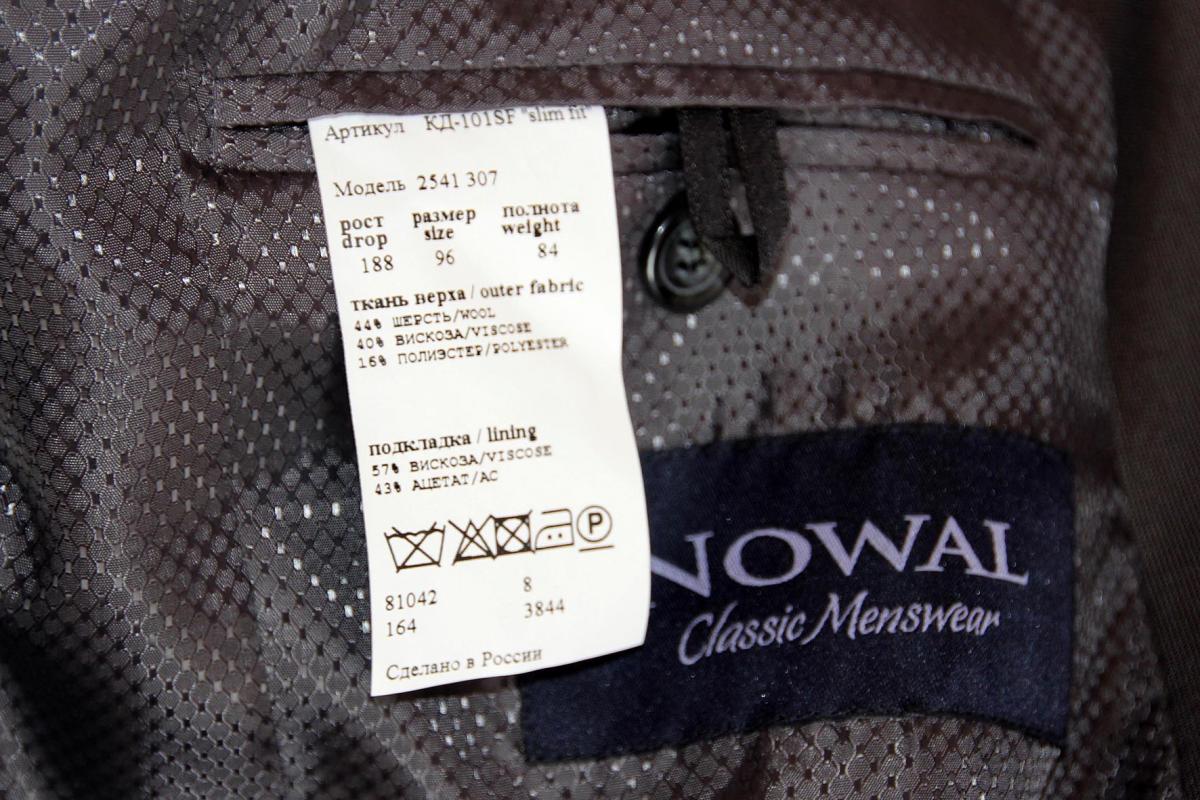 Артикул КД-101SF "slim fit"
Модель 2541 307
рост размер полнота
drop size weight
188 96 84
ткань верха / outer fabric
44% ШЕРСТЬ/WOOL
40% ВИСКОЗА/VISCOSE
16% ПОЛИЭСТЕР/POLYESTER
подкладка / lining
57% ВИСКОЗА/VISCOSE
43% АЦЕТАТ/AC
P
81042 8
164 3844
Сделано в России
NOWAL
Classic Menswear